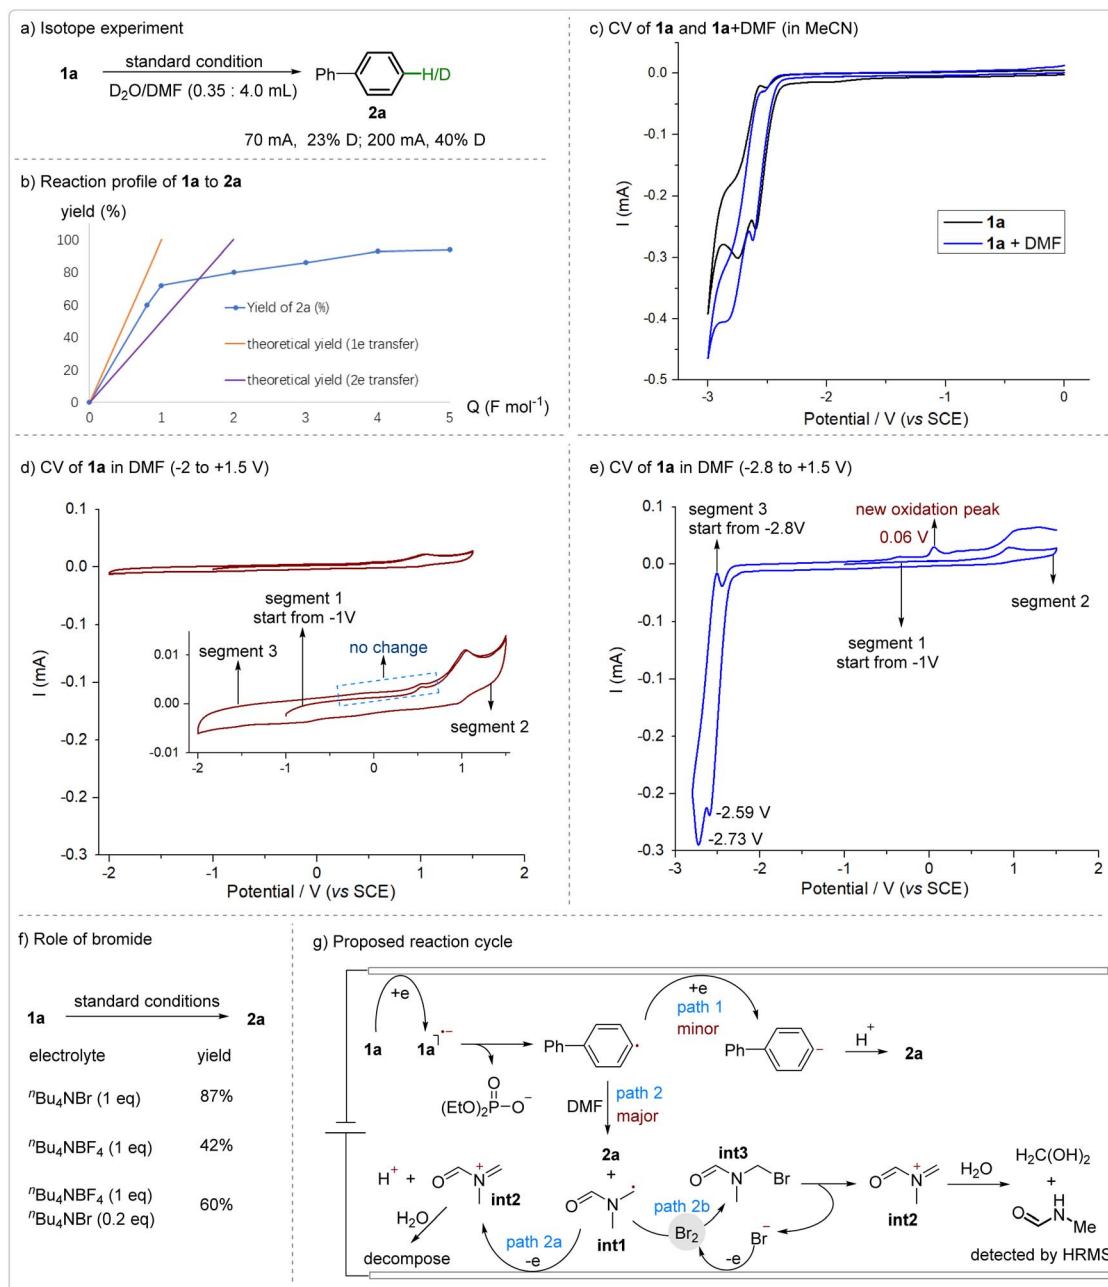 a) Isotope experiment
1a
standard condition
D₂O/DMF (0.35 : 4.0 mL)
Ph
H/D
2a
70 mA, 23% D; 200 mA, 40% D
b) Reaction profile of 1a to 2a
yield (%)
100
80
60
40
20
0
Yield of 2a (%)
theoretical yield (1e transfer)
theoretical yield (2e transfer)
0 1 2 3 4 5
Q (F mol⁻¹)
c) CV of 1a and 1a+DMF (in MeCN)
0.0
-0.1
-0.2
-0.3
-0.4
-0.5
I (mA)
1a
1a + DMF
-3 -2 -1 0
Potential / V (vs SCE)
d) CV of 1a in DMF (-2 to +1.5 V)
0.1
0.0
-0.1
-0.1
-0.2
-0.2
-0.3
I (mA)
segment 1
start from -1V
segment 3
no change
segment 2
0.01
0.00
-0.01
-2 -1 0 1
-2 -1 0 1 2
Potential / V (vs SCE)
e) CV of 1a in DMF (-2.8 to +1.5 V)
0.1
0.0
-0.1
-0.1
-0.2
-0.2
-0.3
I (mA)
segment 3
start from -2.8V
new oxidation peak
0.06 V
segment 1
start from -1V
segment 2
-2.59 V
-2.73 V
-3 -2 -1 0 1 2
Potential / V (vs SCE)
f) Role of bromide
1a
standard conditions
2a
electrolyte yield
ⁿBu₄NBr (1 eq) 87%
ⁿBu₄NBF₄ (1 eq) 42%
ⁿBu₄NBF₄ (1 eq)
ⁿBu₄NBr (0.2 eq)
60%
g) Proposed reaction cycle
+e
1a
1a •−
(EtO)₂P
O
O⁻
Ph
+e
path 1
minor
Ph
−
H⁺
2a
DMF
path 2
major
2a
+
int1
O
N
path 2a
-e
H⁺ +
O
N
+
int2
H₂O
decompose
path 2b
Br₂
int3
O
N
Br
Br⁻
-e
O
N
+
int2
H₂O
H₂C(OH)₂
+
O
H
N
Me
detected by HRMS